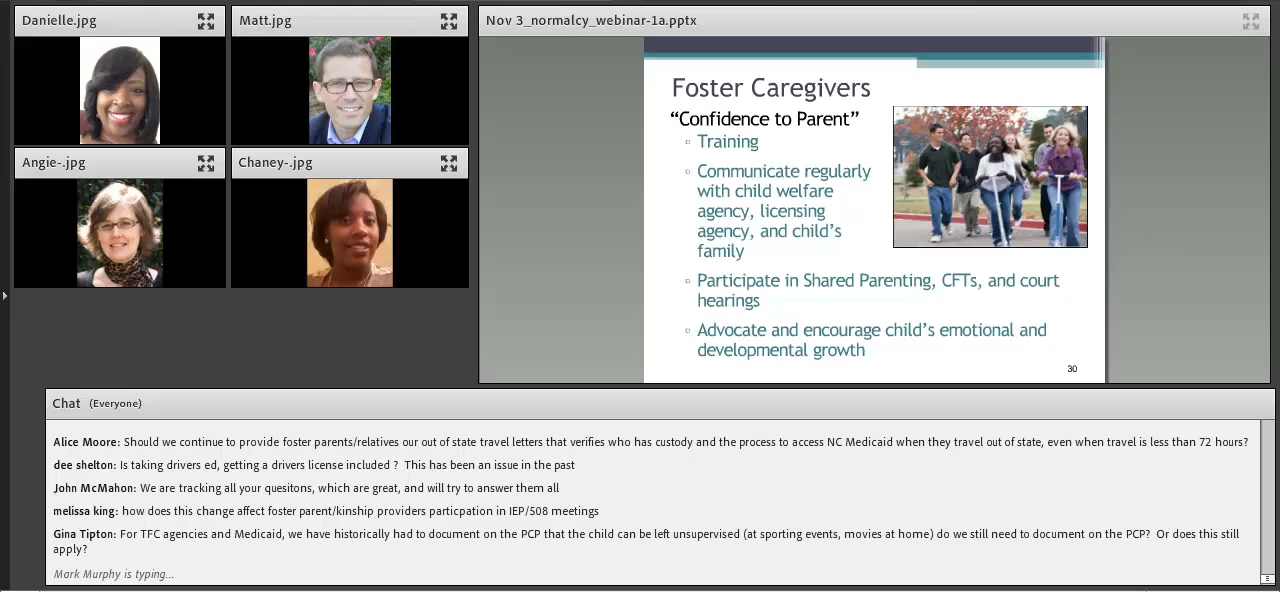 Danielle.jpg
Matt.jpg
Nov 3_normalcy_webinar-1a.pptx
Angie-.jpg
Chaney-.jpg
Foster Caregivers
“Confidence to Parent”
Training
Communicate regularly
with child welfare
agency, licensing
agency, and child’s
family
Participate in Shared Parenting, CFTs, and court
hearings
Advocate and encourage child’s emotional and
developmental growth
30
Chat (Everyone)
Alice Moore: Should we continue to provide foster parents/relatives our out of state travel letters that verifies who has custody and the process to access NC Medicaid when they travel out of state, even when travel is less than 72 hours?
dee shelton: Is taking drivers ed, getting a drivers license included ? This has been an issue in the past
John McMahon: We are tracking all your quesitons, which are great, and will try to answer them all
melissa king: how does this change affect foster parent/kinship providers particpation in IEP/508 meetings
Gina Tipton: For TFC agencies and Medicaid, we have historically had to document on the PCP that the child can be left unsupervised (at sporting events, movies at home) do we still need to document on the PCP? Or does this still
apply?
Mark Murphy is typing...